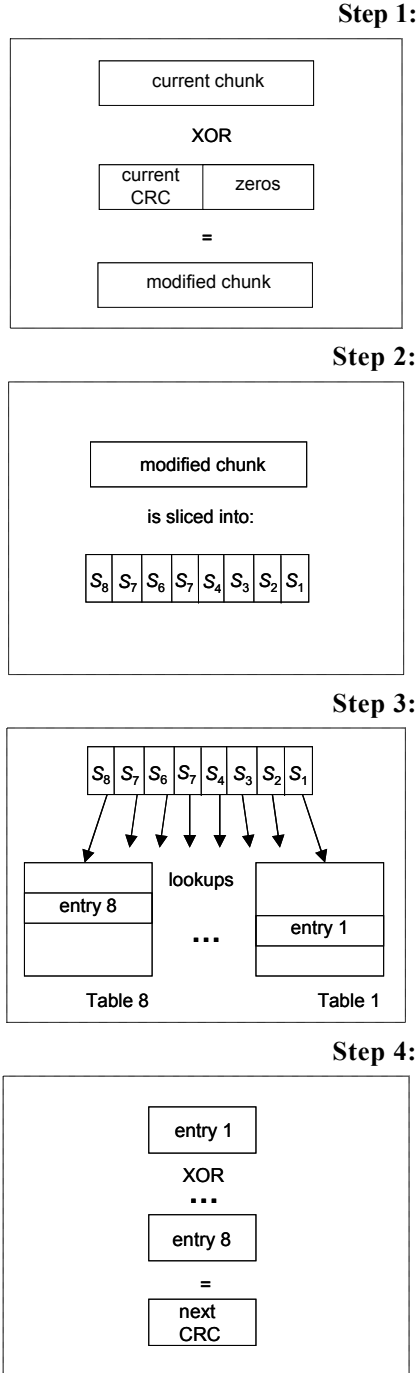 Step 1:
current chunk
XOR
current CRC zeros
=
modified chunk
Step 2:
modified chunk
is sliced into:
S8 S7 S6 S7 S4 S3 S2 S1
Step 3:
S8 S7 S6 S7 S4 S3 S2 S1
lookups
entry 8
...
entry 1
Table 8 Table 1
Step 4:
entry 1
XOR
...
entry 8
=
next
CRC